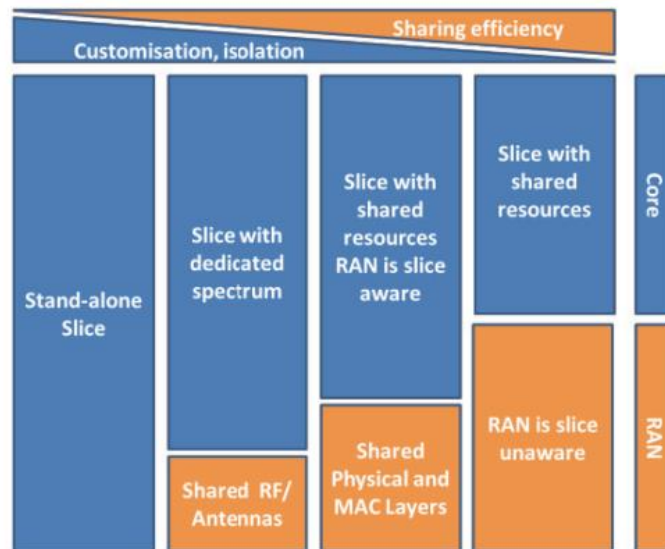 Sharing efficiency
Customisation, isolation
Stand-alone
Slice
Slice with
dedicated
spectrum
Shared RF/
Antennas
Slice with
shared
resources
RAN is slice
aware
Shared
Physical and
MAC Layers
Slice with
shared
resources
RAN is slice
unaware
Core
RAN